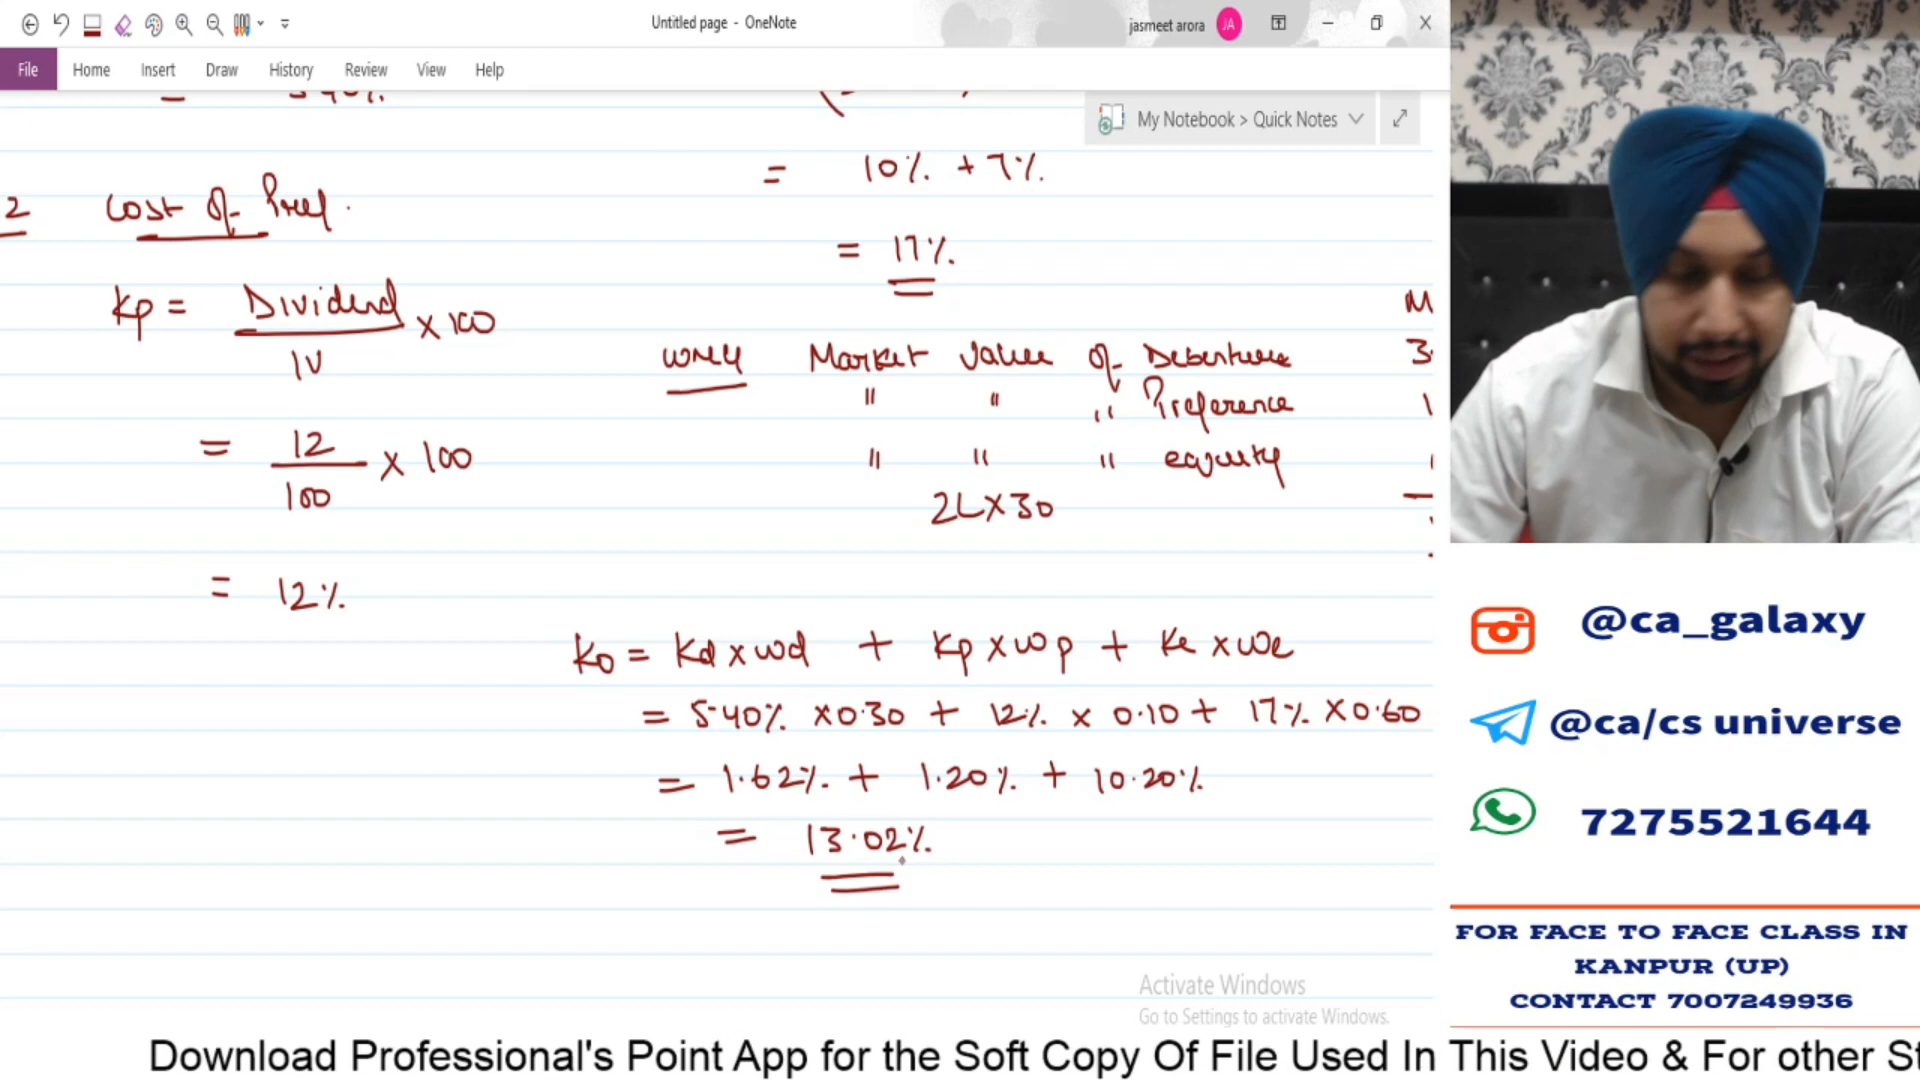 Untitled page - OneNote
jasmeet arora
JA
File Home Insert Draw History Review View Help
My Notebook > Quick Notes
= 5.40%
= 10% + 7%
= 17%
2 Cost of Pref.
Kp = Dividend × 100
IV
= 12 × 100
100
= 12%
WN4 Market Value Of Debenture
" " " Preference
" " " equity
2L×30
Ko = Kd × wd + Kp × wp + Ke × we
= 5.40% × 0.30 + 12% × 0.10 + 17% × 0.60
= 1.62% + 1.20% + 10.20%
= 13.02%
Activate Windows
Go to Settings to activate Windows.
@ca_galaxy
@ca/cs universe
7275521644
FOR FACE TO FACE CLASS IN
KANPUR (UP)
CONTACT 7007249936
Download Professional's Point App for the Soft Copy Of File Used In This Video & For other St